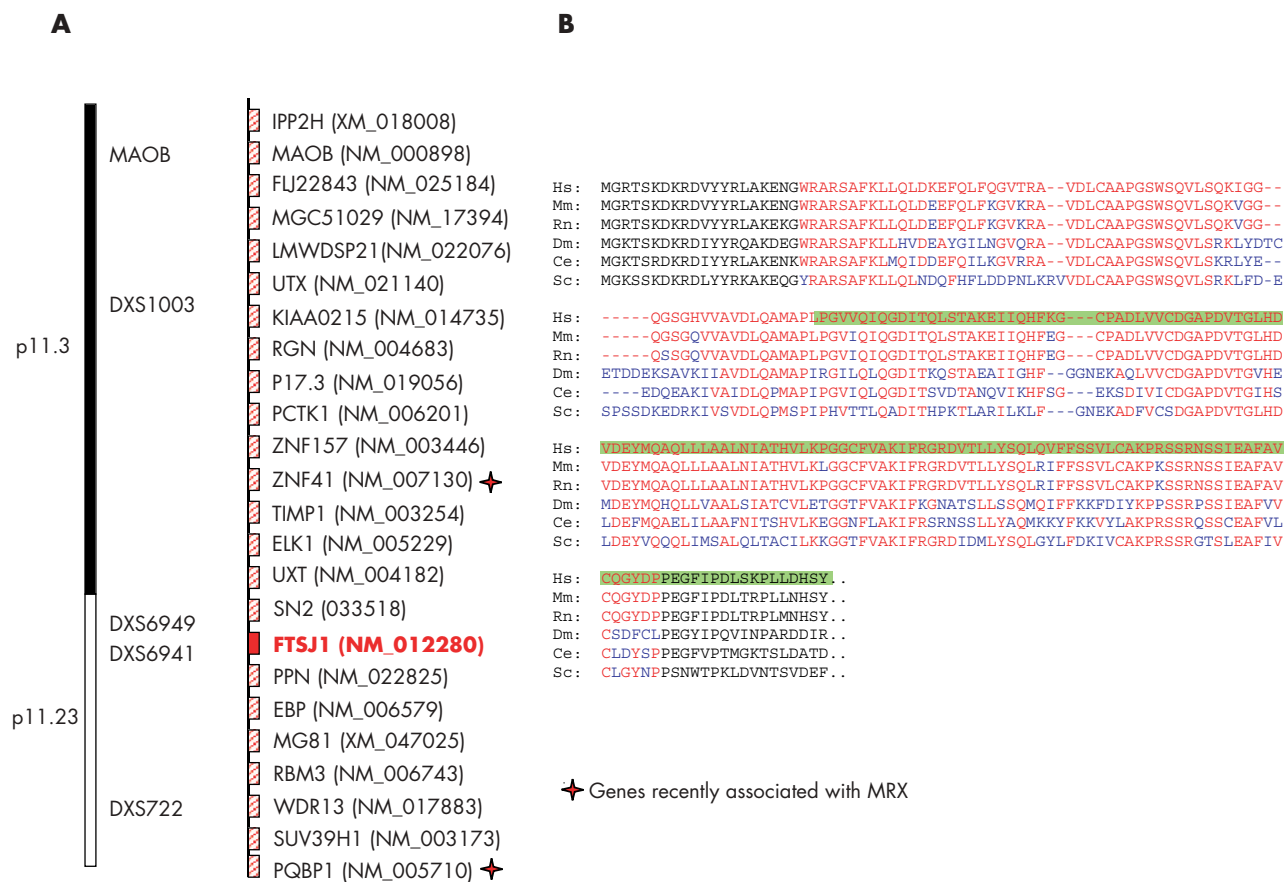 A
B
p11.3
p11.23
MAOB
DXS1003
DXS6949
DXS6941
DXS722
IPP2H (XM_018008)
MAOB (NM_000898)
FLJ22843 (NM_025184)
MGC51029 (NM_17394)
LMWDSP21(NM_022076)
UTX (NM_021140)
KIAA0215 (NM_014735)
RGN (NM_004683)
P17.3 (NM_019056)
PCTK1 (NM_006201)
ZNF157 (NM_003446)
ZNF41 (NM_007130)
TIMP1 (NM_003254)
ELK1 (NM_005229)
UXT (NM_004182)
SN2 (033518)
FTSJ1 (NM_012280)
PPN (NM_022825)
EBP (NM_006579)
MG81 (XM_047025)
RBM3 (NM_006743)
WDR13 (NM_017883)
SUV39H1 (NM_003173)
PQBP1 (NM_005710)
Hs: MGRTSKDKRDVYYRLAKENGWRARSAFKLLQLDKEFQLFQGVTRA--VDLCAAPGSWSQVLSQKIGG--
Mm: MGRTSKDKRDVYYRLAKENGWRARSAFKLLQLDEEFQLFKGVKRA--VDLCAAPGSWSQVLSQKVGG--
Rn: MGRTSKDKRDVYYRLAKEKGWRARSAFKLLQLDEEFQLFKGVKRA--VDLCAAPGSWSQVLSQKVGG--
Dm: MGKTSKDKRDIYYRQAKDEGWRARSAFKLLHVDEAYGILNGVQRA--VDLCAAPGSWSQVLSRKLYDTC
Ce: MGKTSKDKRDIYYRLAKENKWRARSAFKLMQIDDEFQILKGVRRA--VDLCAAPGSWSQVLSKRLYE--
Sc: MGKSSKDKRDLYYRKAKEQGYRARSAFKLLQLNDQFHFLDDPNLKRVVDLCAAPGSWSQVLSRKLFD-E
Hs: -----QGSGHVVAVDLQAMAPLPGVVQIQGDITQLSTAKEIIQHFKG---CPADLVVCDGAPDVTGLHD
Mm: -----QGSGQVVAVDLQAMAPLPGVIQIQGDITQLSTAKEIIQHFEG---CPADLVVCDGAPDVTGLHD
Rn: -----QSSGQVVAVDLQAMAPLPGVIQIQGDITQLSTAKEIIQHFEG---CPADLVVCDGAPDVTGLHD
Dm: ETDDEKSAVKIIAVDLQAMAPIRGILQLQGDITKQSTAEAIIGHF--GGNEKAQLVVCDGAPDVTGVHE
Ce: ----EDQEAKIVAIDLQPMAPIPGVIQLQGDITSVDTANQVIKHFSG---EKSDIVICDGAPDVTGIHS
Sc: SPSSDKEDRKIVSVDLQPMSPIPHVTTLQADITHPKTLARILKLF---GNEKADFVCSDGAPDVTGLHD
Hs: VDEYMQAQLLLAALNIATHVLKPGGCFVAKIFRGRDVTLLYSQLQVFFSSVLCAKPRSSRNSSIEAFAV
Mm: VDEYMQAQLLLAALNIATHVLKLGGCFVAKIFRGRDVTLLYSQLRIFFSSVLCAKPKSSRNSSIEAFAV
Rn: VDEYMQAQLLLAALNIATHVLKLGGCFVAKIFRGRDVTLLYSQLRIFFSSVLCAKPRSSRNSSIEAFAV
Dm: MDEYMQHQLLVAALSIATCVLETGGTFVAKIFKGNATSLLSSQMQIFFKKFDIYKPPSSRPSSIEAFVV
Ce: LDEFMQAELILAAFNITSHVLKEGGNFLAKIFRSRNSSLLYAQMKKYFKKVYLAKPRSSRQSSCEAFVL
Sc: LDEYVQQQLIMSALQLTACILKKGGTFVAKIFRGRDIDMLYSQLGYLFDKIVCAKPRSSRGTSLEAFIV
Hs: CQGYDPPEGFIPDLSKPLLDHSY..
Mm: CQGYDPPEGFIPDLTRPLLNHSY..
Rn: CQGYDPPEGFIPDLTRPLMNHSY..
Dm: CSDFCLPEGYIPQVINPARDDIR..
Ce: CLDYSPPEGFVPTMGKTSLDATD..
Sc: CLGYNPPSNWTPKLDVNTSVDEF..
Genes recently associated with MRX